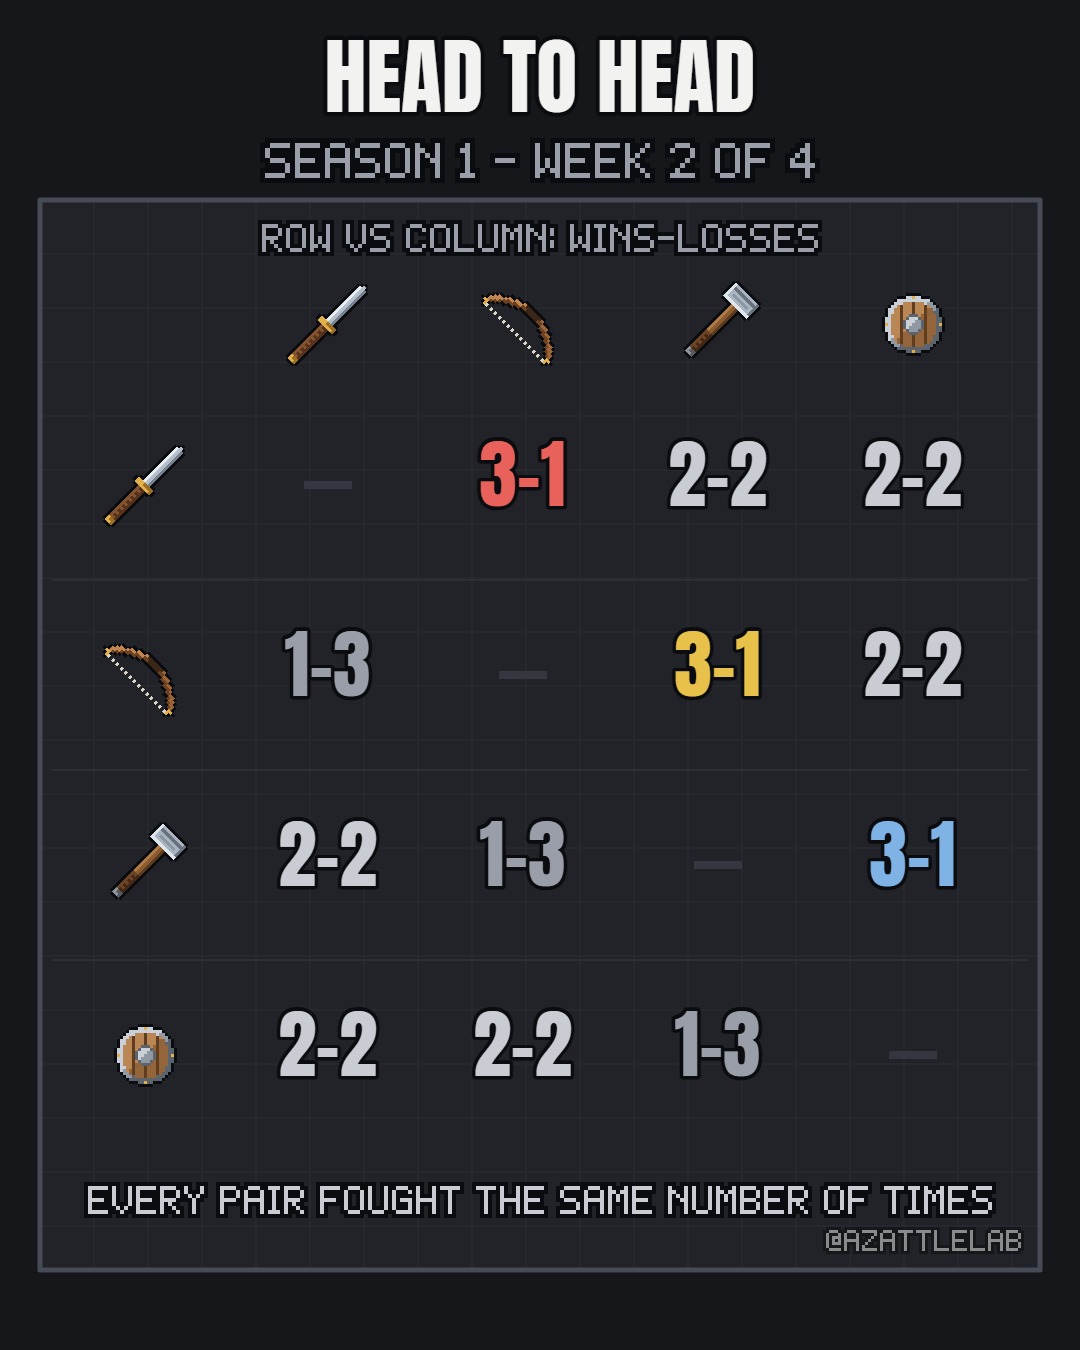 HEAD TO HEAD
SEASON 1 - WEEK 2 OF 4
ROW VS COLUMN: WINS-LOSSES
— 3-1 2-2 2-2
1-3 — 3-1 2-2
2-2 1-3 — 3-1
2-2 2-2 1-3 —
EVERY PAIR FOUGHT THE SAME NUMBER OF TIMES
@AZATTLELAB